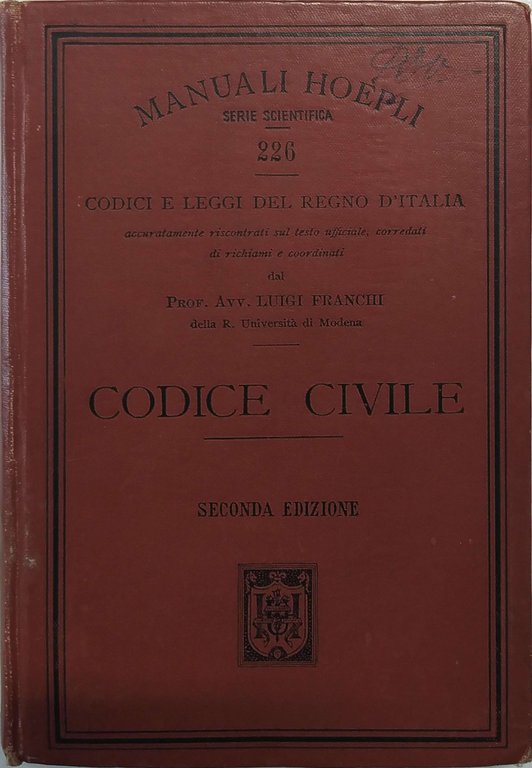 MANUALI HOEPLI
SERIE SCIENTIFICA
226
CODICI E LEGGI DEL REGNO D'ITALIA
accuratamente riscontrati sul testo ufficiale, corredati
di richiami e coordinati
dal
PROF. AVV. LUIGI FRANCHI
della R. Università di Modena
CODICE CIVILE
SECONDA EDIZIONE